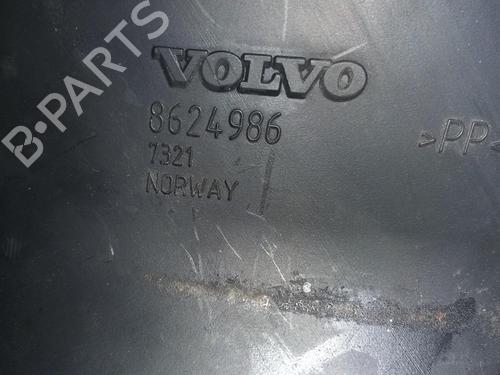 B-PARTS
VOLVO
8624986
7321
NORWAY
>PP<